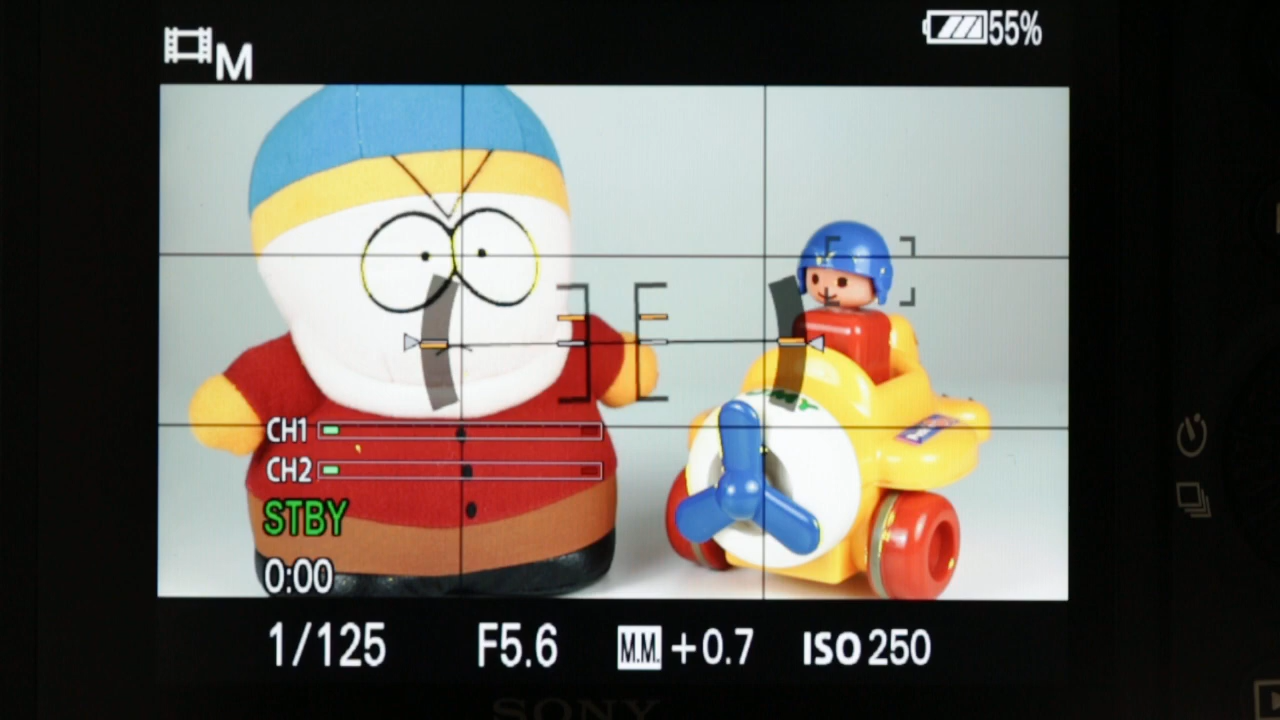 M
55%
CH1
CH2
STBY
0:00
1/125 F5.6 M.M. +0.7 ISO 250
SONY